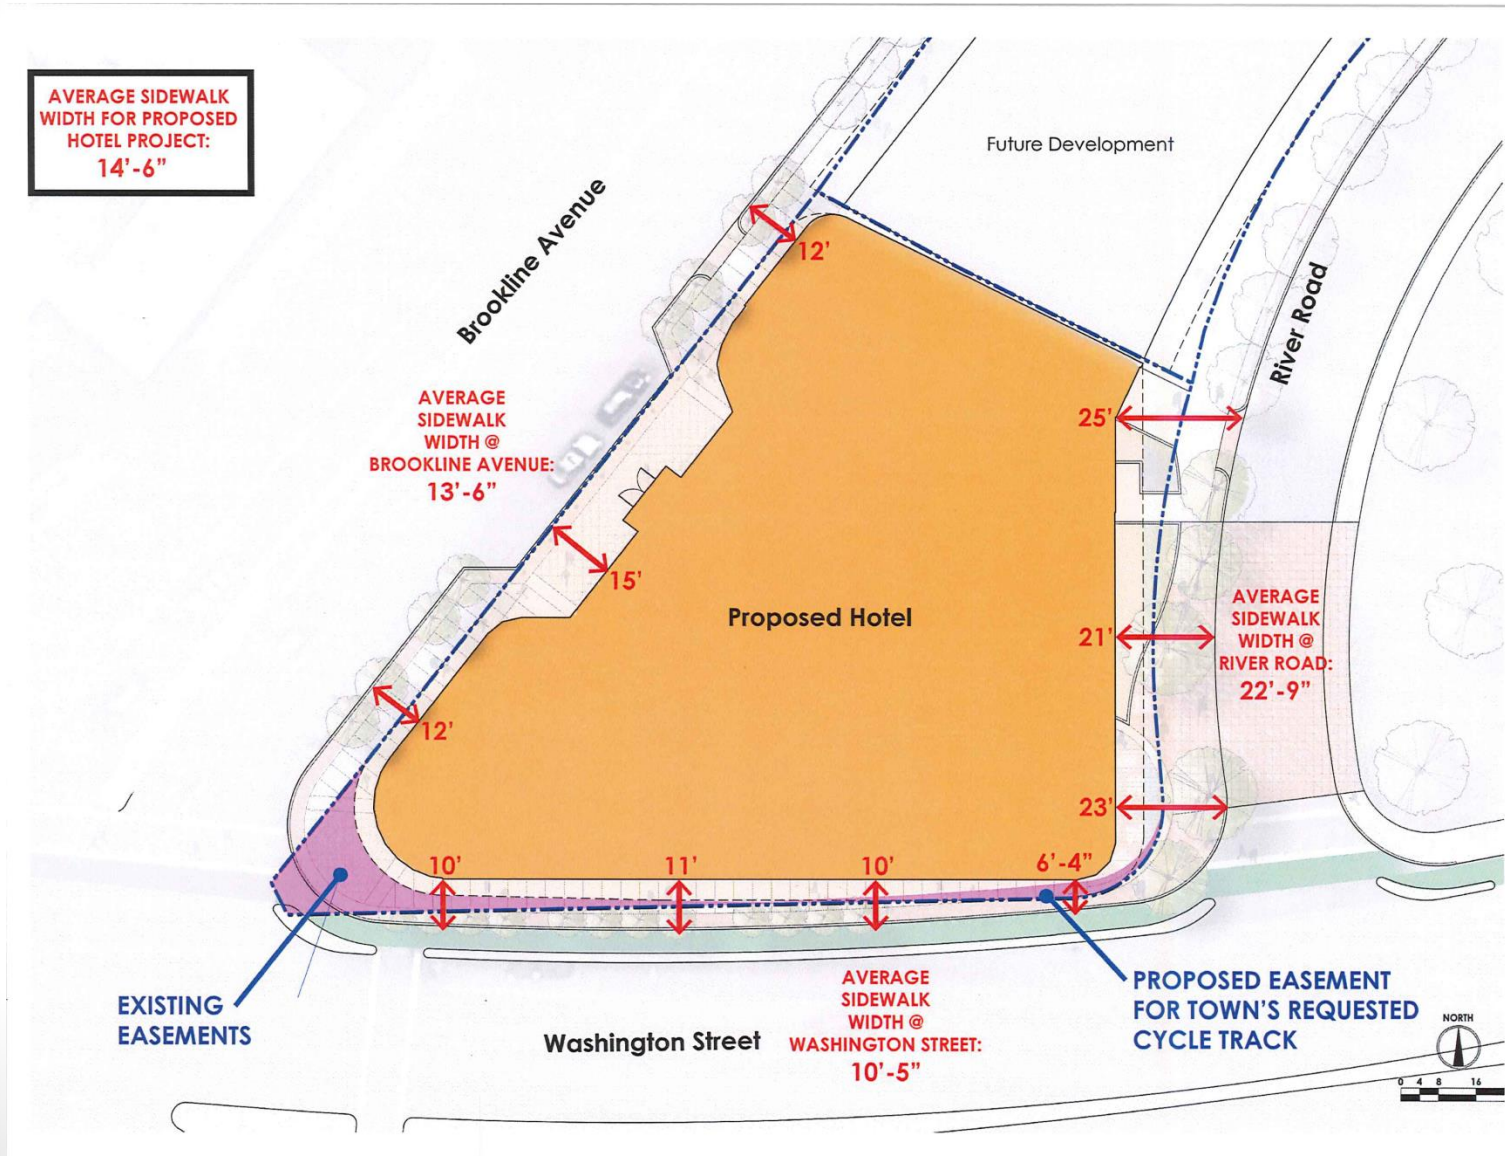 AVERAGE SIDEWALK
WIDTH FOR PROPOSED
HOTEL PROJECT:
14'-6"
Future Development
Brookline Avenue
River Road
12'
25'
AVERAGE
SIDEWALK
WIDTH @
BROOKLINE AVENUE:
13'-6"
15'
Proposed Hotel
21'
AVERAGE
SIDEWALK
WIDTH @
RIVER ROAD:
22'-9"
12'
23'
10'
11'
10'
6'-4"
EXISTING
EASEMENTS
Washington Street
AVERAGE
SIDEWALK
WIDTH @
WASHINGTON STREET:
10'-5"
PROPOSED EASEMENT
FOR TOWN'S REQUESTED
CYCLE TRACK
NORTH
0 4 8 16